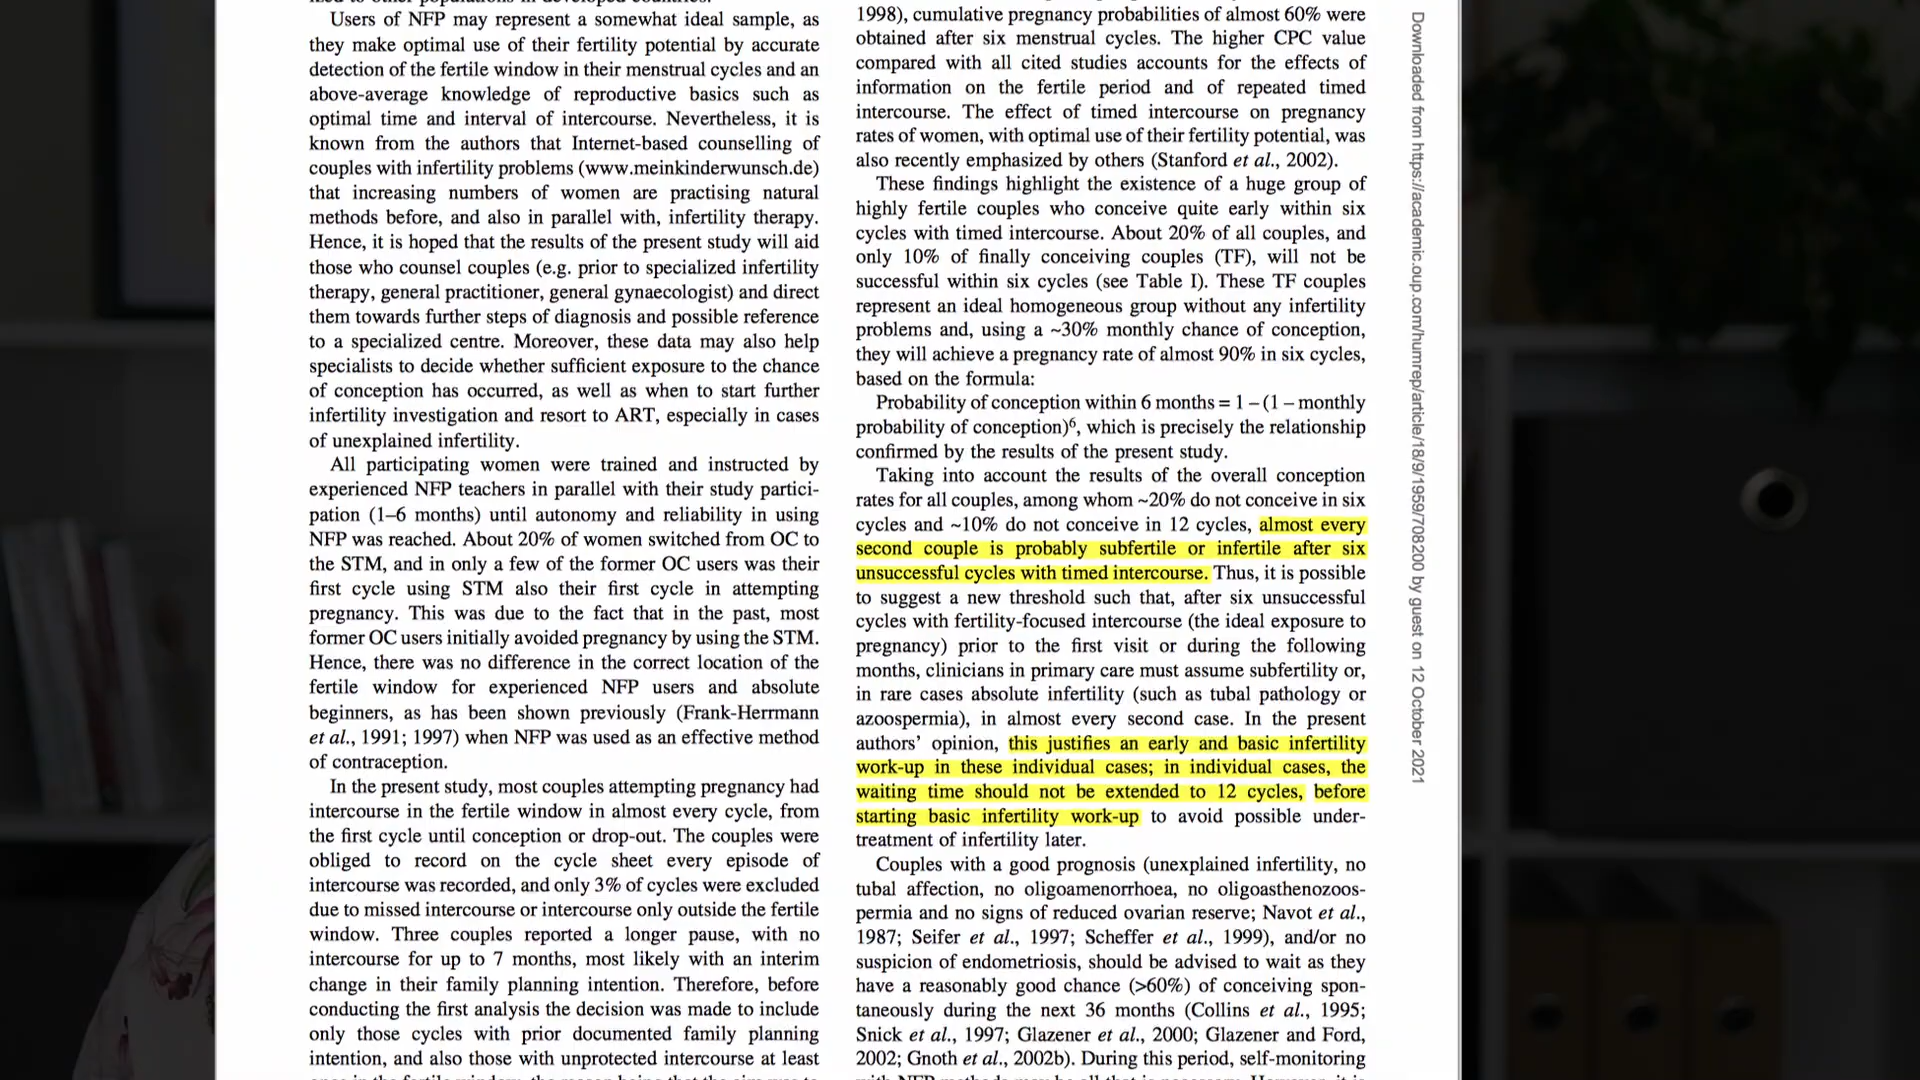 Users of NFP may represent a somewhat ideal sample, as
they make optimal use of their fertility potential by accurate
detection of the fertile window in their menstrual cycles and an
above-average knowledge of reproductive basics such as
optimal time and interval of intercourse. Nevertheless, it is
known from the authors that Internet-based counselling of
couples with infertility problems (www.meinkinderwunsch.de)
that increasing numbers of women are practising natural
methods before, and also in parallel with, infertility therapy.
Hence, it is hoped that the results of the present study will aid
those who counsel couples (e.g. prior to specialized infertility
therapy, general practitioner, general gynaecologist) and direct
them towards further steps of diagnosis and possible reference
to a specialized centre. Moreover, these data may also help
specialists to decide whether sufficient exposure to the chance
of conception has occurred, as well as when to start further
infertility investigation and resort to ART, especially in cases
of unexplained infertility.
All participating women were trained and instructed by
experienced NFP teachers in parallel with their study partici-
pation (1–6 months) until autonomy and reliability in using
NFP was reached. About 20% of women switched from OC to
the STM, and in only a few of the former OC users was their
first cycle using STM also their first cycle in attempting
pregnancy. This was due to the fact that in the past, most
former OC users initially avoided pregnancy by using the STM.
Hence, there was no difference in the correct location of the
fertile window for experienced NFP users and absolute
beginners, as has been shown previously (Frank-Herrmann
et al., 1991; 1997) when NFP was used as an effective method
of contraception.
In the present study, most couples attempting pregnancy had
intercourse in the fertile window in almost every cycle, from
the first cycle until conception or drop-out. The couples were
obliged to record on the cycle sheet every episode of
intercourse was recorded, and only 3% of cycles were excluded
due to missed intercourse or intercourse only outside the fertile
window. Three couples reported a longer pause, with no
intercourse for up to 7 months, most likely with an interim
change in their family planning intention. Therefore, before
conducting the first analysis the decision was made to include
only those cycles with prior documented family planning
intention, and also those with unprotected intercourse at least
1998), cumulative pregnancy probabilities of almost 60% were
obtained after six menstrual cycles. The higher CPC value
compared with all cited studies accounts for the effects of
information on the fertile period and of repeated timed
intercourse. The effect of timed intercourse on pregnancy
rates of women, with optimal use of their fertility potential, was
also recently emphasized by others (Stanford et al., 2002).
These findings highlight the existence of a huge group of
highly fertile couples who conceive quite early within six
cycles with timed intercourse. About 20% of all couples, and
only 10% of finally conceiving couples (TF), will not be
successful within six cycles (see Table I). These TF couples
represent an ideal homogeneous group without any infertility
problems and, using a ~30% monthly chance of conception,
they will achieve a pregnancy rate of almost 90% in six cycles,
based on the formula:
Probability of conception within 6 months = 1 – (1 – monthly
probability of conception)⁶, which is precisely the relationship
confirmed by the results of the present study.
Taking into account the results of the overall conception
rates for all couples, among whom ~20% do not conceive in six
cycles and ~10% do not conceive in 12 cycles, almost every
second couple is probably subfertile or infertile after six
unsuccessful cycles with timed intercourse. Thus, it is possible
to suggest a new threshold such that, after six unsuccessful
cycles with fertility-focused intercourse (the ideal exposure to
pregnancy) prior to the first visit or during the following
months, clinicians in primary care must assume subfertility or,
in rare cases absolute infertility (such as tubal pathology or
azoospermia), in almost every second case. In the present
authors’ opinion, this justifies an early and basic infertility
work-up in these individual cases; in individual cases, the
waiting time should not be extended to 12 cycles, before
starting basic infertility work-up to avoid possible under-
treatment of infertility later.
Couples with a good prognosis (unexplained infertility, no
tubal affection, no oligoamenorrhoea, no oligoasthenozoos-
permia and no signs of reduced ovarian reserve; Navot et al.,
1987; Seifer et al., 1997; Scheffer et al., 1999), and/or no
suspicion of endometriosis, should be advised to wait as they
have a reasonably good chance (>60%) of conceiving spon-
taneously during the next 36 months (Collins et al., 1995;
Snick et al., 1997; Glazener et al., 2000; Glazener and Ford,
2002; Gnoth et al., 2002b). During this period, self-monitoring
Downloaded from https://academic.oup.com/humrep/article/18/9/1959/708200 by guest on 12 October 2021